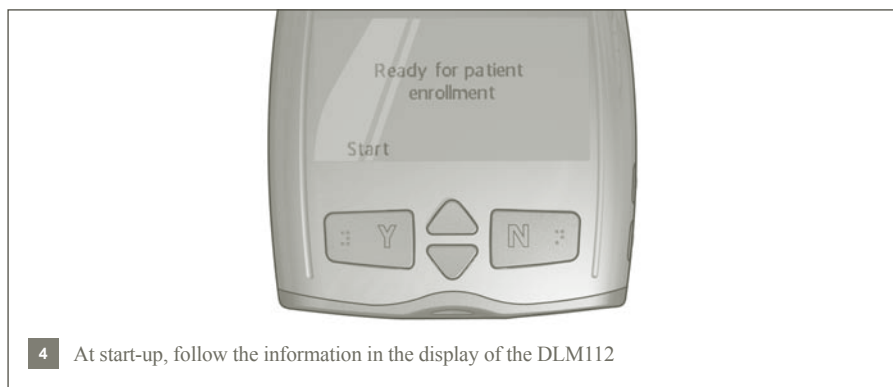 Ready for patient
enrollment
Start
Y
N
4 At start-up, follow the information in the display of the DLM112